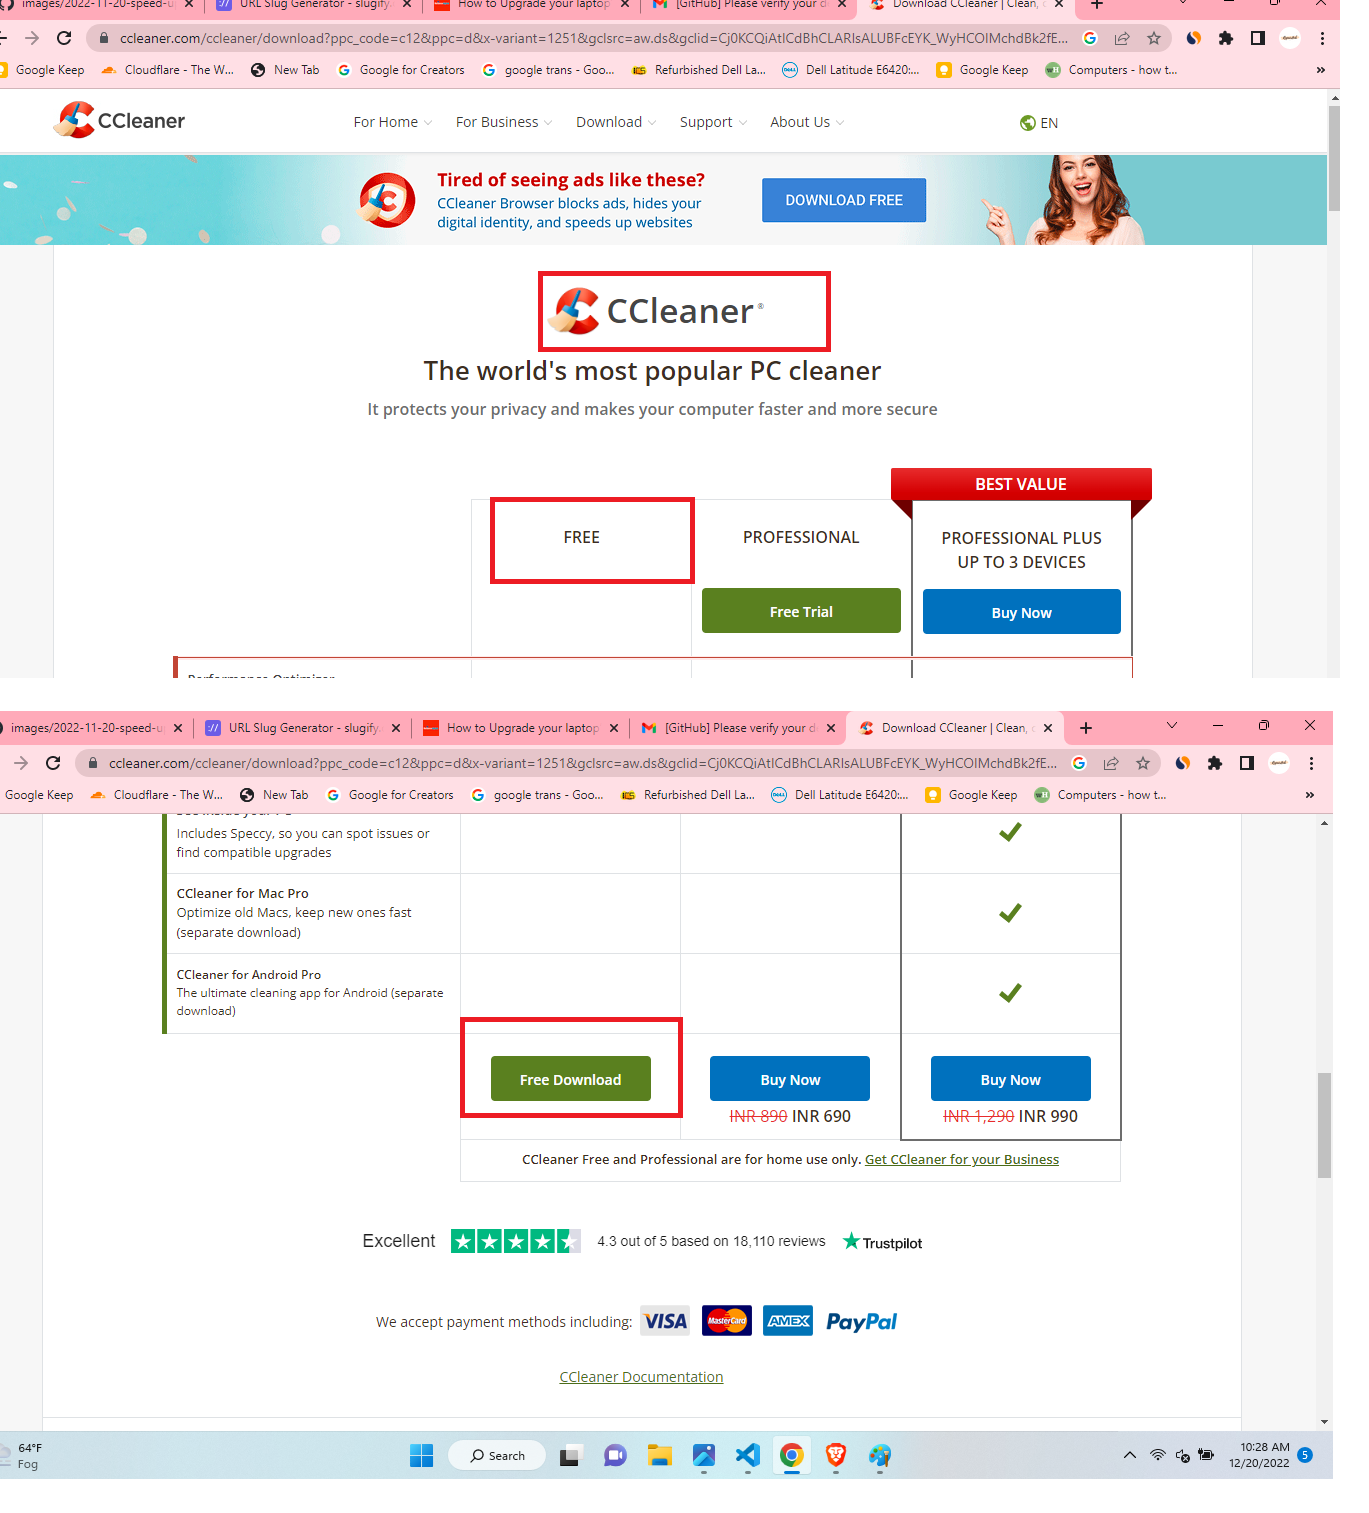 images/2022-11-20-speed-u
URL Slug Generator - slugify
How to Upgrade your laptop
[GitHub] Please verify your d
Download CCleaner | Clean,
ccleaner.com/ccleaner/download?ppc_code=c12&ppc=d&x-variant=1251&gclsrc=aw.ds&gclid=Cj0KCQiAtICdBhCLARIsALUBFcEYK_WyHCOIMchdBk2fE...
Google Keep
Cloudflare - The W...
New Tab
Google for Creators
google trans - Goo...
Refurbished Dell La...
Dell Latitude E6420:...
Google Keep
Computers - how t...
»
CCleaner
For Home
For Business
Download
Support
About Us
EN
Tired of seeing ads like these?
CCleaner Browser blocks ads, hides your
digital identity, and speeds up websites
DOWNLOAD FREE
CCleaner®
The world's most popular PC cleaner
It protects your privacy and makes your computer faster and more secure
BEST VALUE
FREE
PROFESSIONAL
PROFESSIONAL PLUS
UP TO 3 DEVICES
Free Trial
Buy Now
Performance Optimizer
images/2022-11-20-speed-u
URL Slug Generator - slugify
How to Upgrade your laptop
[GitHub] Please verify your d
Download CCleaner | Clean,
ccleaner.com/ccleaner/download?ppc_code=c12&ppc=d&x-variant=1251&gclsrc=aw.ds&gclid=Cj0KCQiAtICdBhCLARIsALUBFcEYK_WyHCOIMchdBk2fE...
Google Keep
Cloudflare - The W...
New Tab
Google for Creators
google trans - Goo...
Refurbished Dell La...
Dell Latitude E6420:...
Google Keep
Computers - how t...
»
See inside your PC
Includes Speccy, so you can spot issues or
find compatible upgrades
CCleaner for Mac Pro
Optimize old Macs, keep new ones fast
(separate download)
CCleaner for Android Pro
The ultimate cleaning app for Android (separate
download)
Free Download
Buy Now
Buy Now
INR 890 INR 690
INR 1,290 INR 990
CCleaner Free and Professional are for home use only. Get CCleaner for your Business
Excellent
4.3 out of 5 based on 18,110 reviews
Trustpilot
We accept payment methods including:
VISA
MasterCard
AMEX
PayPal
CCleaner Documentation
64°F
Fog
Search
10:28 AM
12/20/2022
5